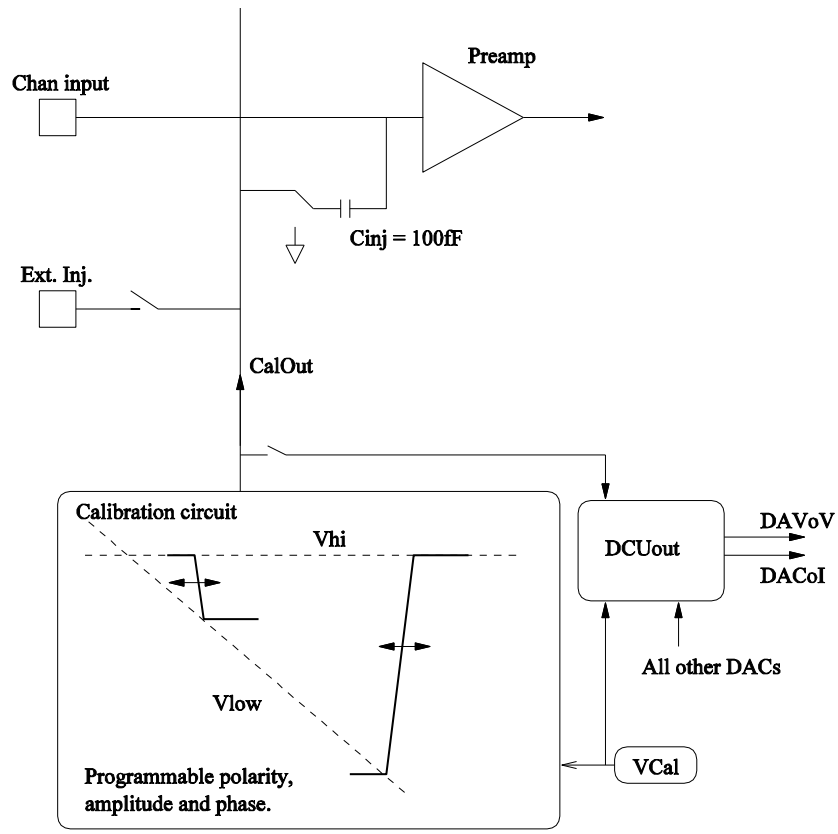 Preamp
Chan input
Cinj = 100fF
Ext. Inj.
CalOut
Calibration circuit
Vhi
DCUout
DAVoV
DACoI
All other DACs
Vlow
VCal
Programmable polarity,
amplitude and phase.